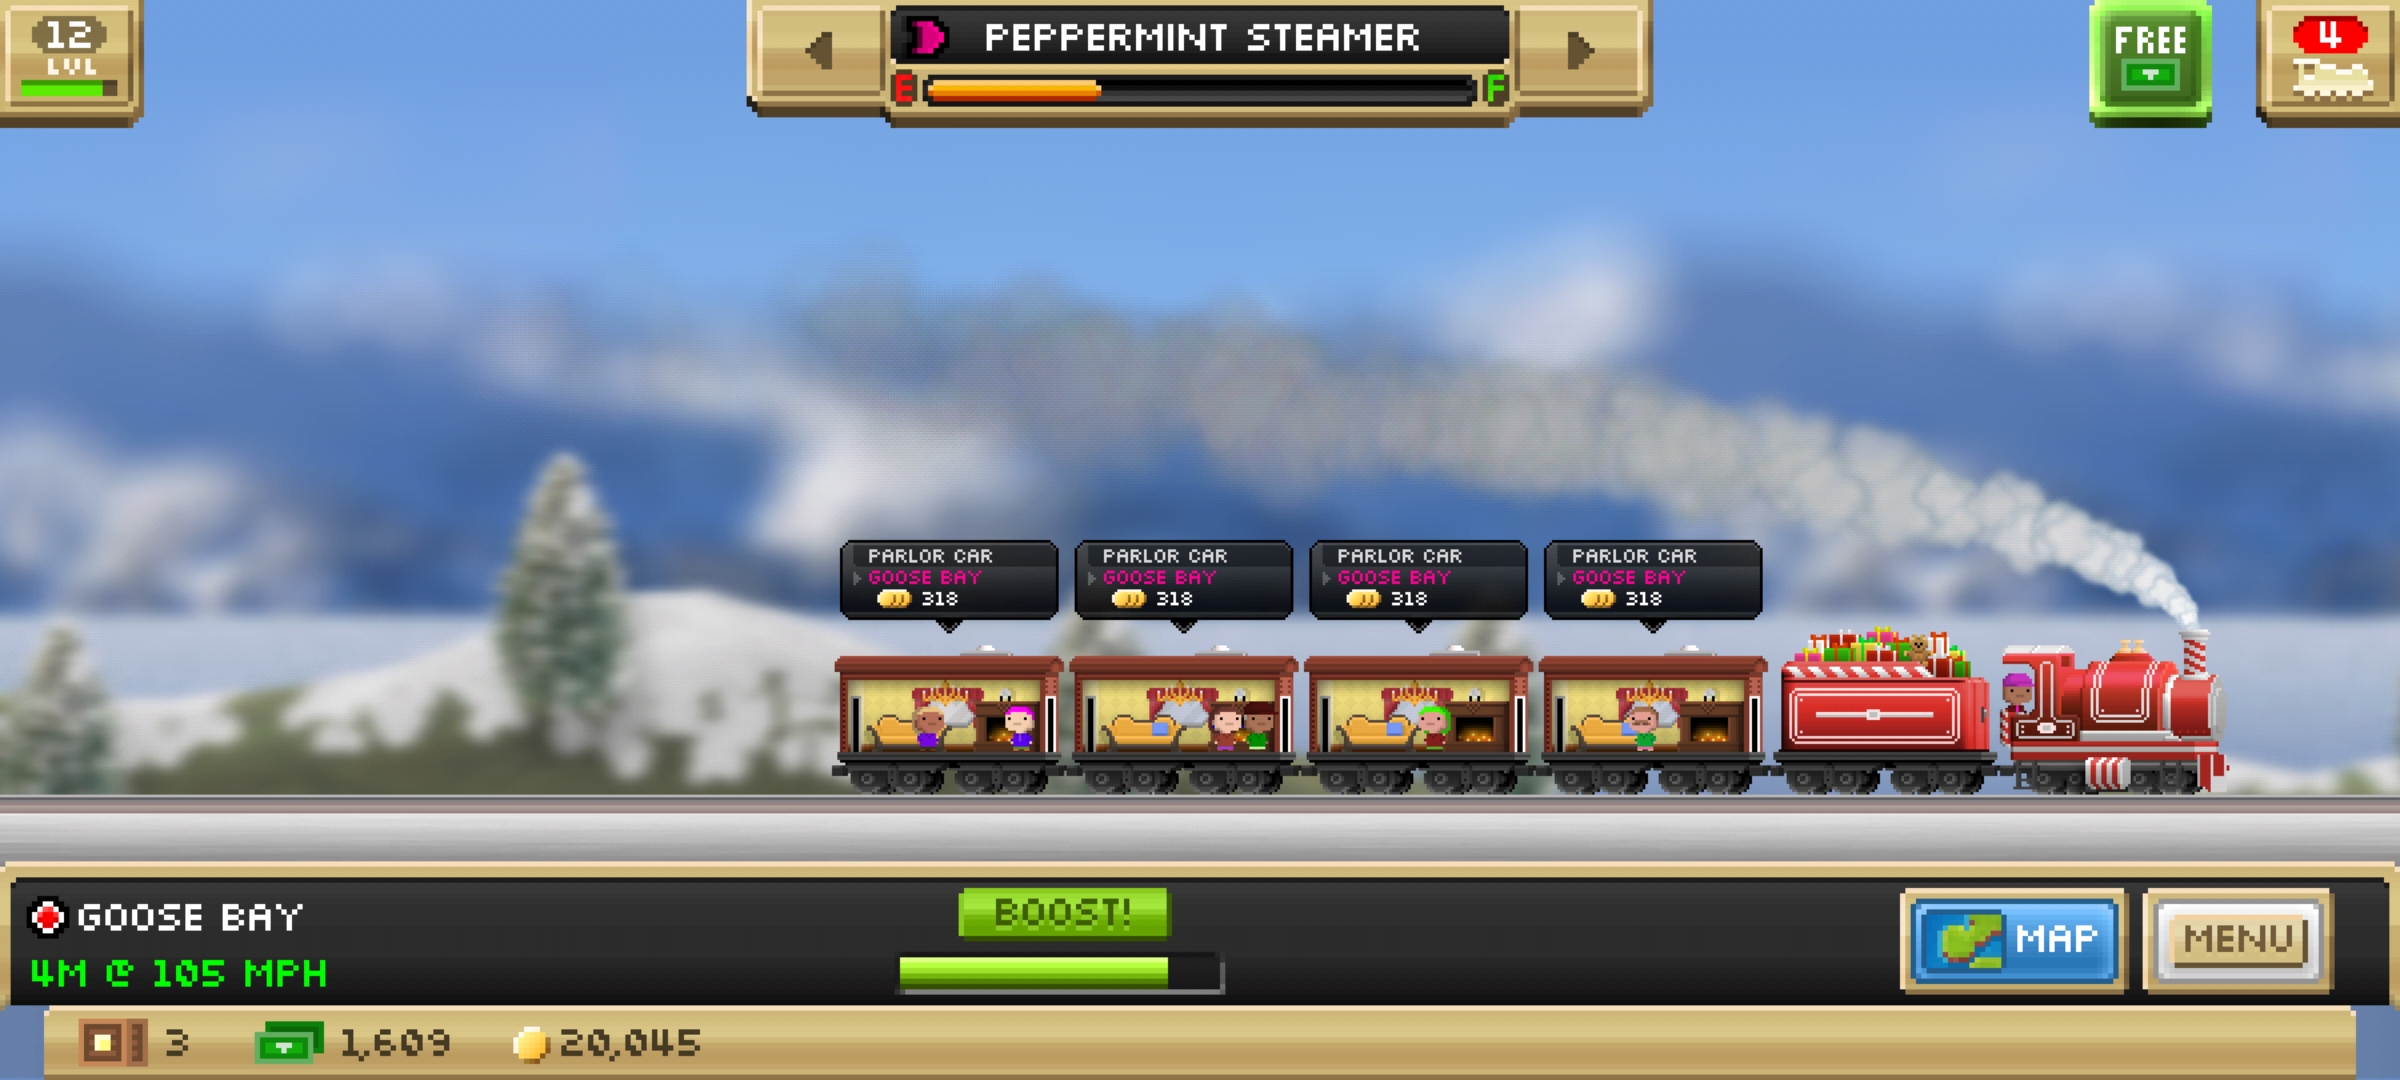 12
LVL
PEPPERMINT STEAMER
E F
FREE
4
PARLOR CAR
GOOSE BAY
318
PARLOR CAR
GOOSE BAY
318
PARLOR CAR
GOOSE BAY
318
PARLOR CAR
GOOSE BAY
318
GOOSE BAY
4M @ 105 MPH
BOOST!
MAP
MENU
3
1,609
20,045